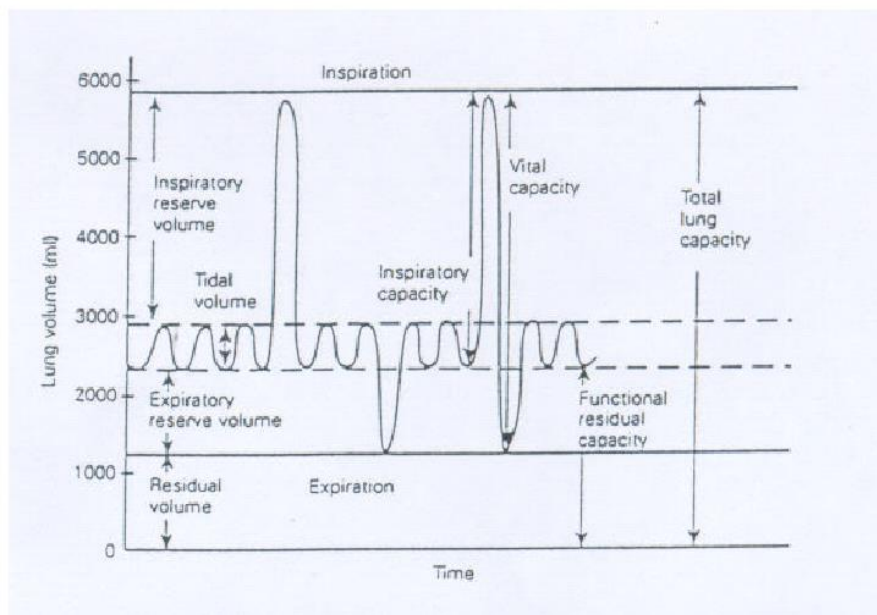 6000
Inspiration
5000
Inspiratory
reserve
volume
Vital
capacity
Total
lung
capacity
4000
Tidal
volume
Inspiratory
capacity
Lung volume (ml)
3000
2000
Expiratory
reserve volume
Functional
residual
capacity
1000
Residual
volume
Expiration
0
Time